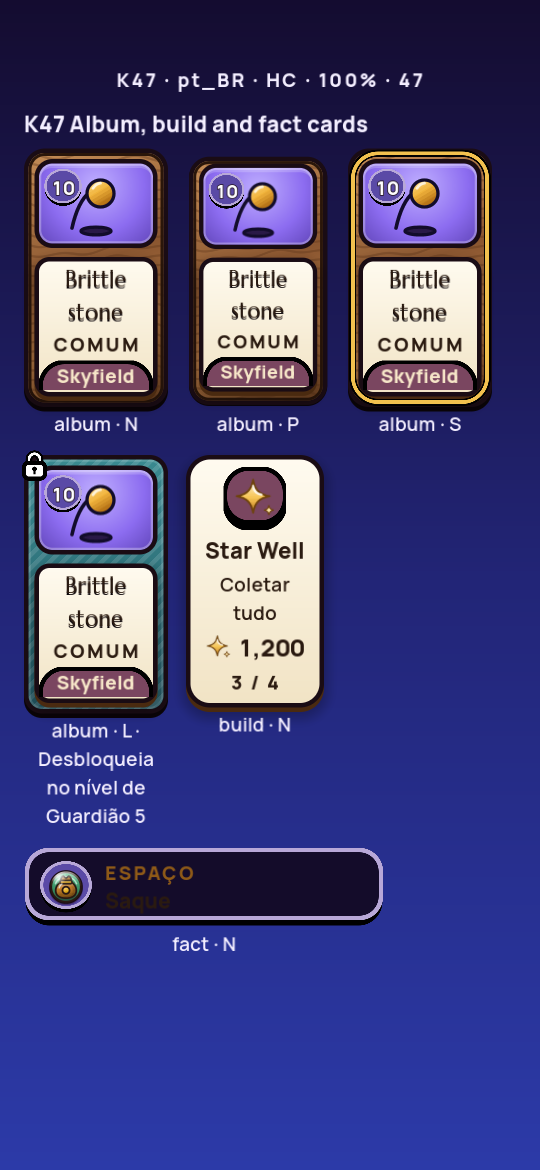 K47 · pt_BR · HC · 100% · 47
K47 Album, build and fact cards
10
Brittle
stone
COMUM
Skyfield
album · N
10
Brittle
stone
COMUM
Skyfield
album · P
10
Brittle
stone
COMUM
Skyfield
album · S
10
Brittle
stone
COMUM
Skyfield
album · L ·
Desbloqueia
no nível de
Guardião 5
Star Well
Coletar
tudo
1,200
3 / 4
build · N
ESPAÇO
Saque
fact · N